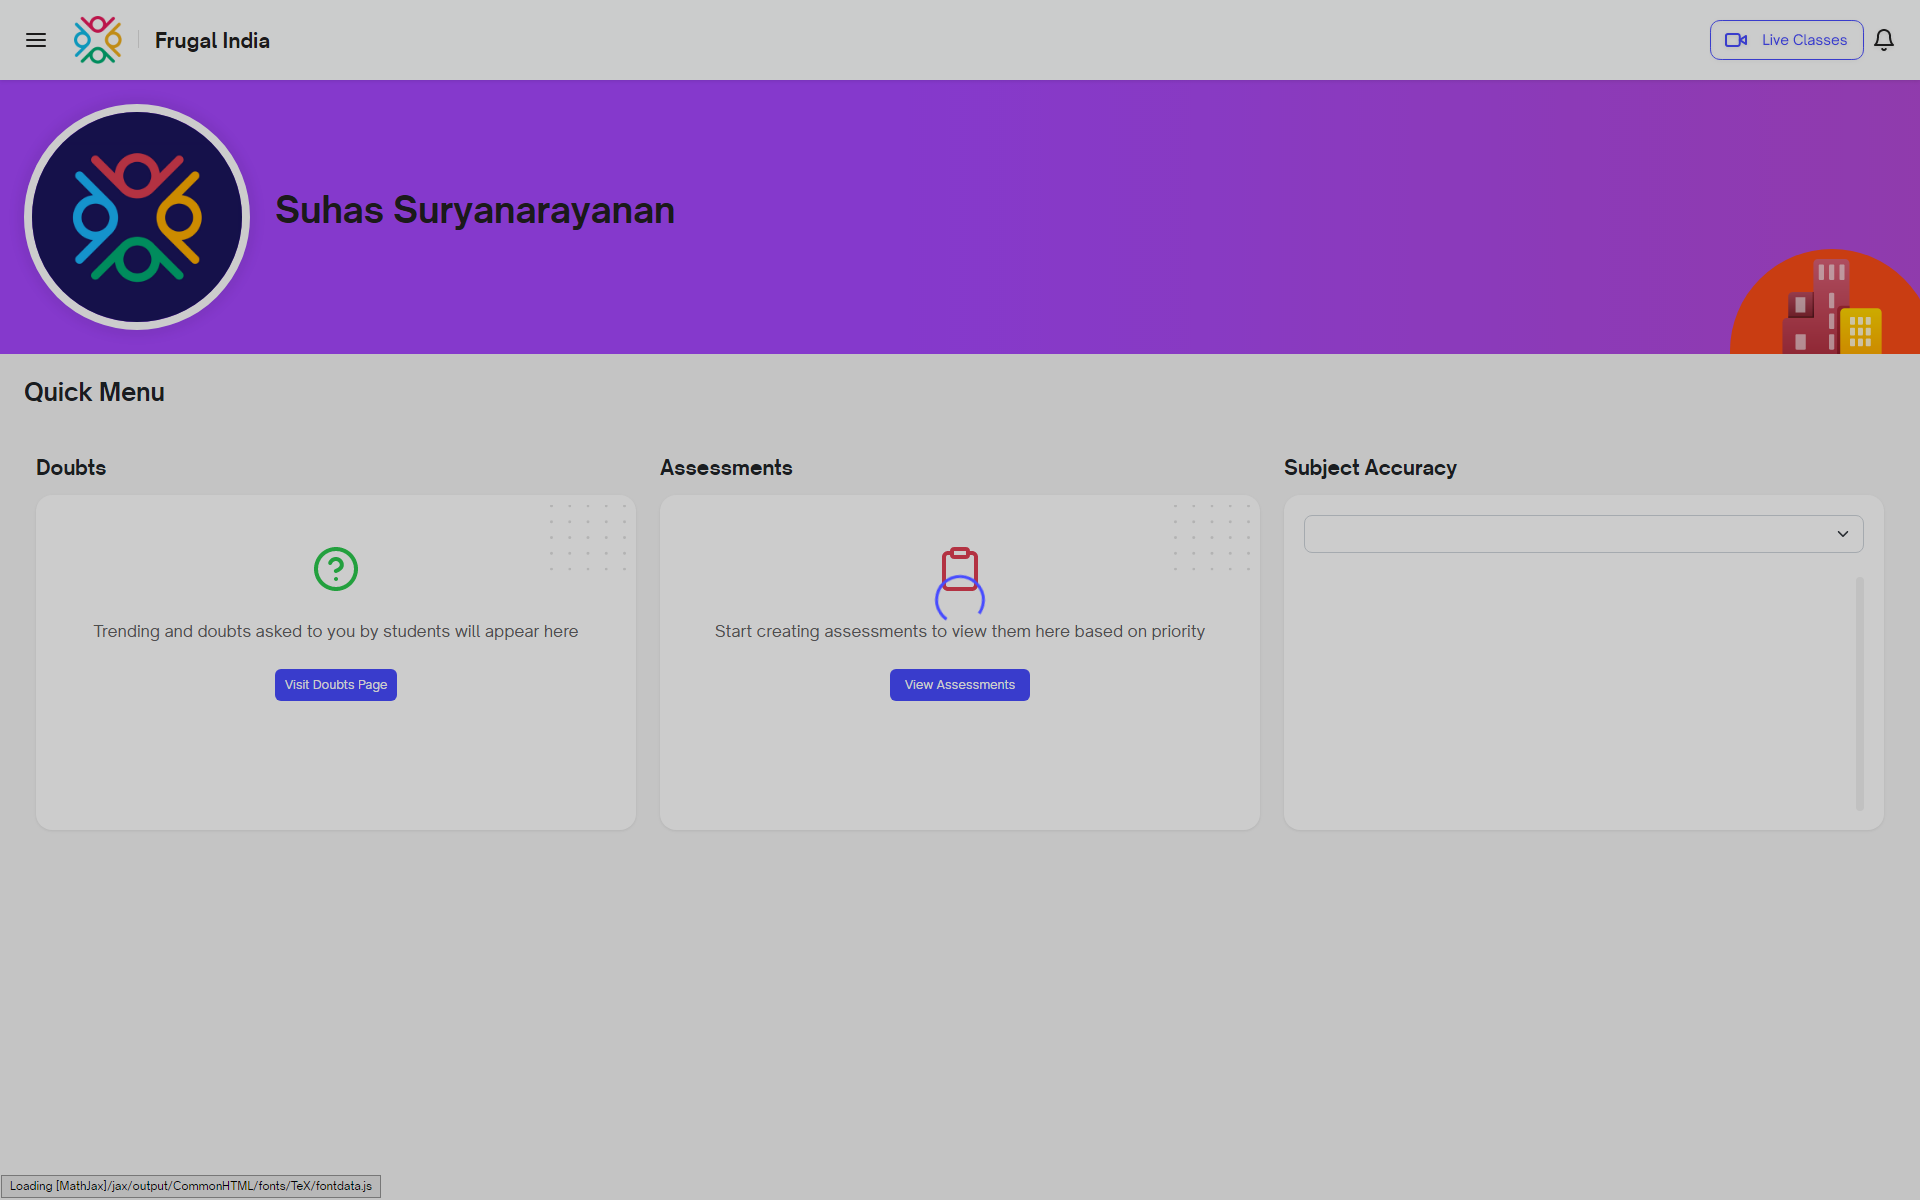 Frugal India
Live Classes
Suhas Suryanarayanan
Quick Menu
Doubts
Assessments
Subject Accuracy
Trending and doubts asked to you by students will appear here
Visit Doubts Page
Start creating assessments to view them here based on priority
View Assessments
Loading [MathJax]/jax/output/CommonHTML/fonts/TeX/fontdata.js